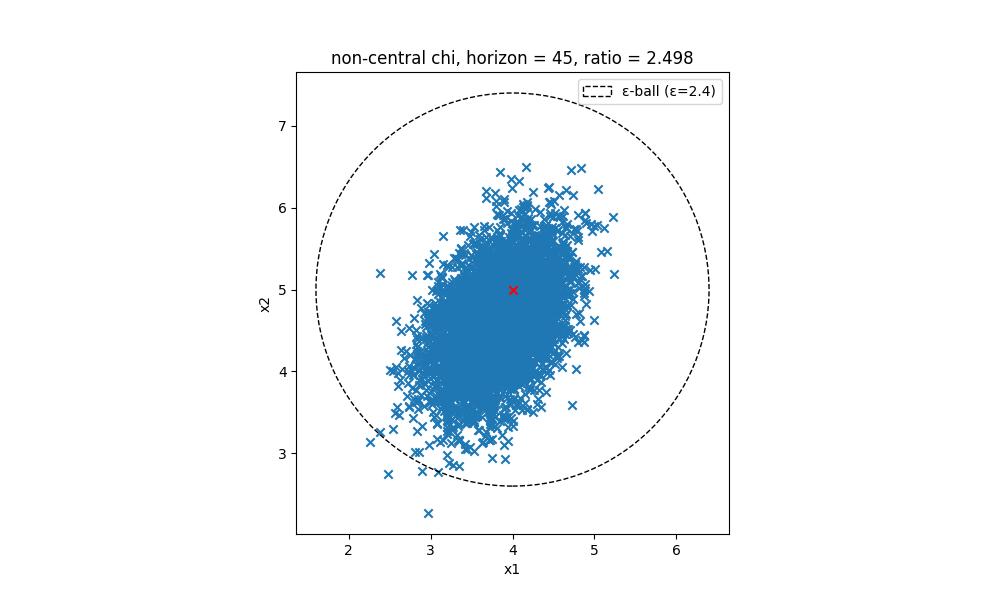 non-central chi, horizon = 45, ratio = 2.498
ε-ball (ε=2.4)
7
6
5
4
3
x2
2 3 4 5 6
x1